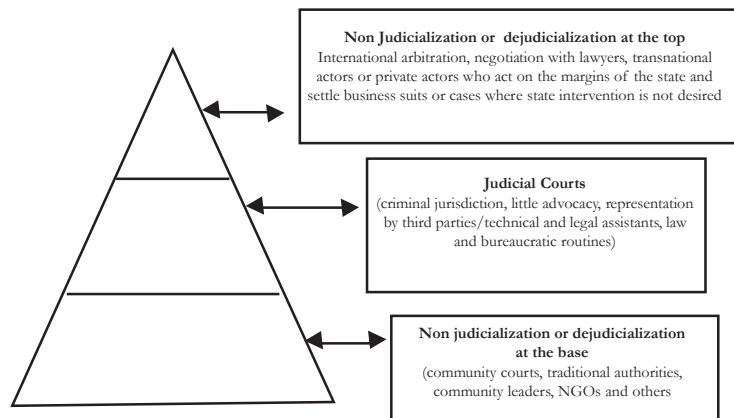 Non Judicialization or dejudicialization at the top
International arbitration, negotiation with lawyers, transnational
actors or private actors who act on the margins of the state and
settle business suits or cases where state intervention is not desired
Judicial Courts
(criminal jurisdiction, little advocacy, representation
by third parties/technical and legal assistants, law
and bureaucratic routines)
Non judicialization or dejudicialization
at the base
(community courts, traditional authorities,
community leaders, NGOs and others